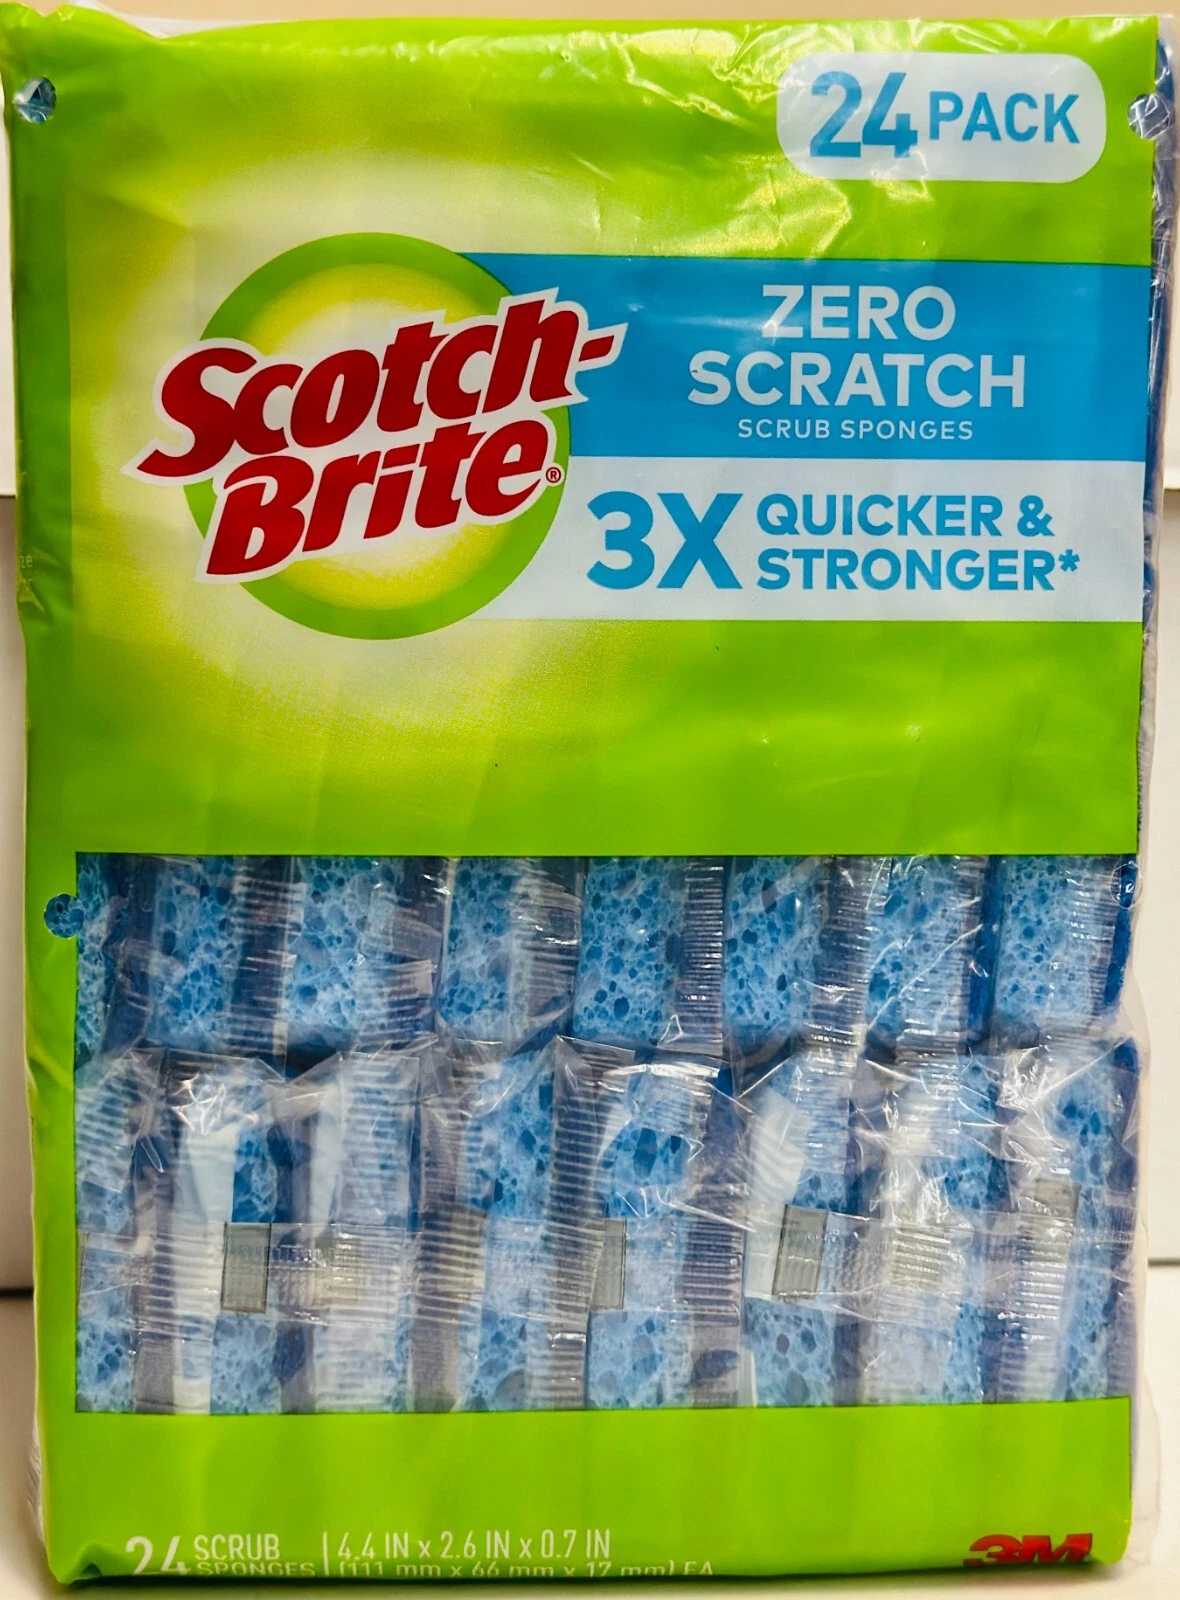 24 PACK
Scotch-
Brite®
ZERO
SCRATCH
SCRUB SPONGES
3X QUICKER &
STRONGER*
24 SCRUB
SPONGES
4.4 IN x 2.6 IN x 0.7 IN
(111 mm x 66 mm x 17 mm) EA
3M